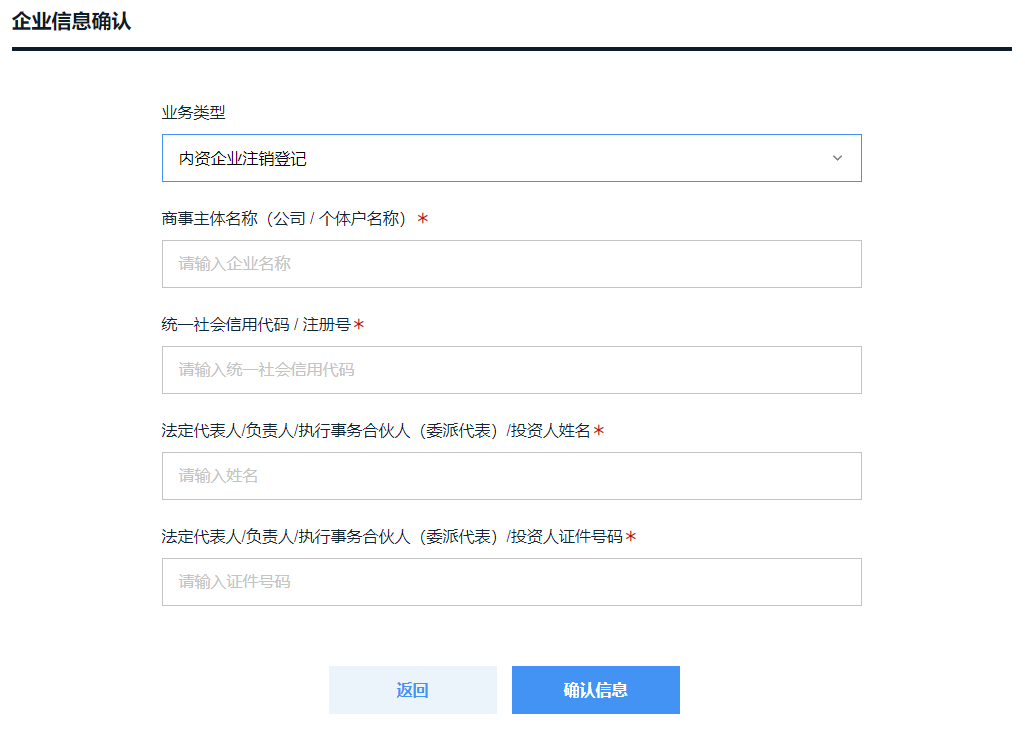 企业信息确认
业务类型
内资企业注销登记
商事主体名称（公司 / 个体户名称）*
请输入企业名称
统一社会信用代码 / 注册号*
请输入统一社会信用代码
法定代表人/负责人/执行事务合伙人（委派代表）/投资人姓名*
请输入姓名
法定代表人/负责人/执行事务合伙人（委派代表）/投资人证件号码*
请输入证件号码
返回 确认信息